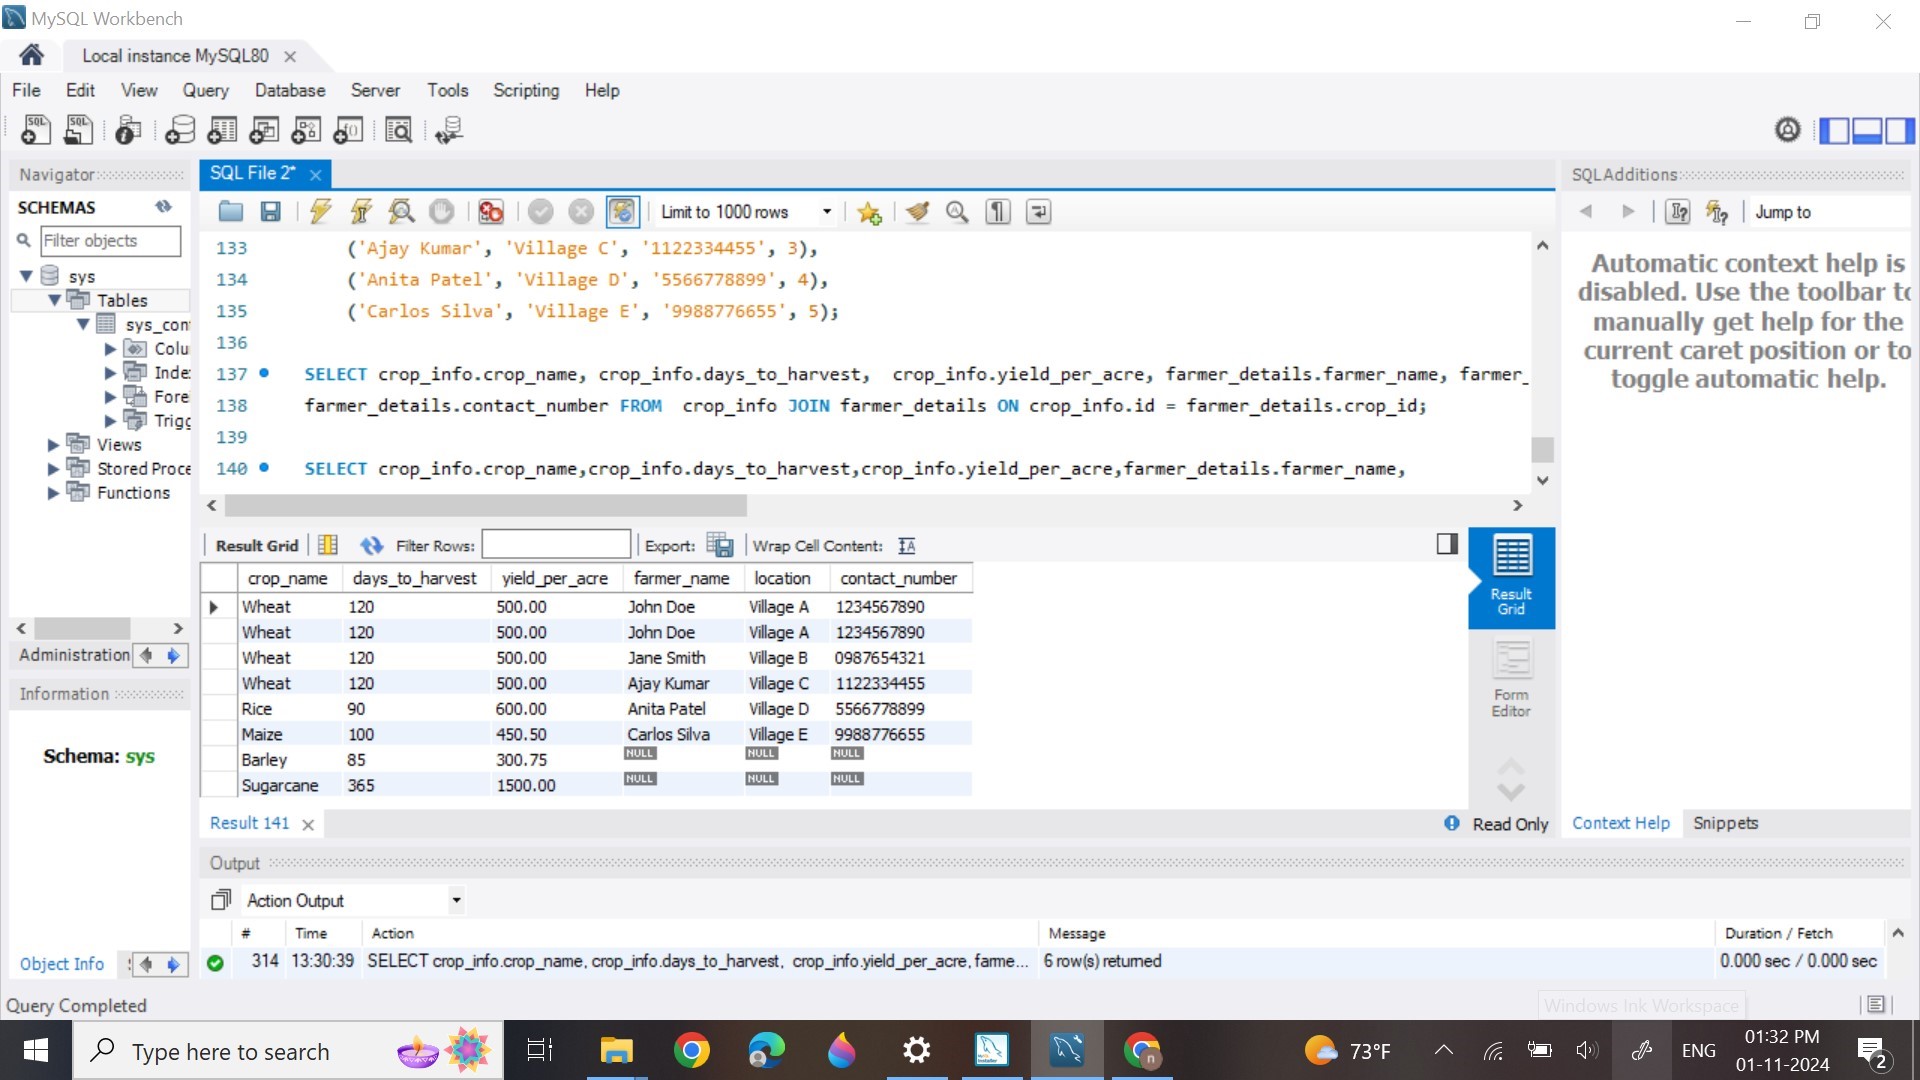 MySQL Workbench
Local instance MySQL80
File Edit View Query Database Server Tools Scripting Help
Navigator
SCHEMAS
Filter objects
sys
Tables
sys_con
Colu
Inde
Fore
Trigg
Views
Stored Proce
Functions
Administration
Information
Schema: sys
Object Info
SQL File 2*
Limit to 1000 rows
133 ('Ajay Kumar', 'Village C', '1122334455', 3),
134 ('Anita Patel', 'Village D', '5566778899', 4),
135 ('Carlos Silva', 'Village E', '9988776655', 5);
136
137 SELECT crop_info.crop_name, crop_info.days_to_harvest, crop_info.yield_per_acre, farmer_details.farmer_name, farmer_
138 farmer_details.contact_number FROM crop_info JOIN farmer_details ON crop_info.id = farmer_details.crop_id;
139
140 SELECT crop_info.crop_name,crop_info.days_to_harvest,crop_info.yield_per_acre,farmer_details.farmer_name,
Result Grid Filter Rows: Export: Wrap Cell Content:
crop_name days_to_harvest yield_per_acre farmer_name location contact_number
Wheat 120 500.00 John Doe Village A 1234567890
Wheat 120 500.00 John Doe Village A 1234567890
Wheat 120 500.00 Jane Smith Village B 0987654321
Wheat 120 500.00 Ajay Kumar Village C 1122334455
Rice 90 600.00 Anita Patel Village D 5566778899
Maize 100 450.50 Carlos Silva Village E 9988776655
Barley 85 300.75 NULL NULL NULL
Sugarcane 365 1500.00 NULL NULL NULL
Result Grid
Form Editor
Result 141
Read Only
SQLAdditions
Jump to
Automatic context help is
disabled. Use the toolbar to
manually get help for the
current caret position or to
toggle automatic help.
Context Help Snippets
Output
Action Output
# Time Action Message Duration / Fetch
314 13:30:39 SELECT crop_info.crop_name, crop_info.days_to_harvest, crop_info.yield_per_acre, farme... 6 row(s) returned 0.000 sec / 0.000 sec
Query Completed
Windows Ink Workspace
Type here to search
73°F
ENG
01:32 PM
01-11-2024
2